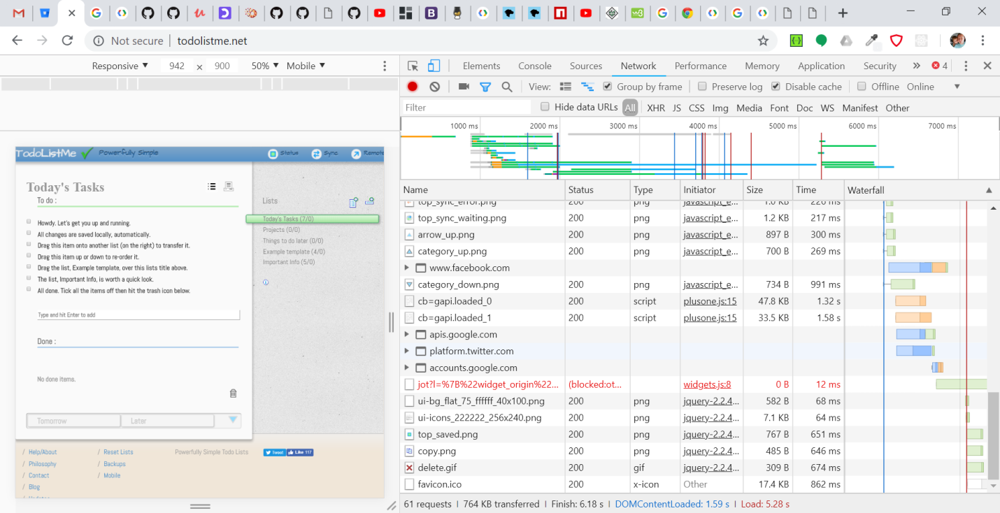 Not secure | todolistme.net
Responsive ▼ 942 x 900 50% ▼ Mobile ▼
Elements Console Sources Network Performance Memory Application Security » 4
View: Group by frame Preserve log Disable cache Offline Online ▼
Filter Hide data URLs All XHR JS CSS Img Media Font Doc WS Manifest Other
1000 ms 2000 ms 3000 ms 4000 ms 5000 ms 6000 ms 7000 ms
Name Status Type Initiator Size Time Waterfall
top_sync_error.png 200 png javascript_e... 1.0 KB 226 ms
top_sync_waiting.png 200 png javascript_e... 1.2 KB 217 ms
arrow_up.png 200 png javascript_e... 897 B 300 ms
category_up.png 200 png javascript_e... 700 B 269 ms
www.facebook.com
category_down.png 200 png javascript_e... 734 B 991 ms
cb=gapi.loaded_0 200 script plusone.js:15 47.8 KB 1.32 s
cb=gapi.loaded_1 200 script plusone.js:15 33.5 KB 1.58 s
apis.google.com
platform.twitter.com
accounts.google.com
jot?l=%7B%22widget_origin%22... (blocked:ot... widgets.js:8 0 B 12 ms
ui-bg_flat_75_ffffff_40x100.png 200 png jquery-2.2.4... 582 B 68 ms
ui-icons_222222_256x240.png 200 png jquery-2.2.4... 7.1 KB 64 ms
top_saved.png 200 png jquery-2.2.4... 767 B 651 ms
copy.png 200 png jquery-2.2.4... 485 B 646 ms
delete.gif 200 gif jquery-2.2.4... 309 B 674 ms
favicon.ico 200 x-icon Other 17.4 KB 862 ms
61 requests | 764 KB transferred | Finish: 6.18 s | DOMContentLoaded: 1.59 s | Load: 5.28 s
TodoListMe Powerfully Simple Status Sync Remote
Today's Tasks
To do :
Howdy. Let's get you up and running.
All changes are saved locally, automatically.
Drag this item onto another list (on the right) to transfer it.
Drag this item up or down to re-order it.
Drag the list, Example template, over this lists title above.
The list, Important Info, is worth a quick look.
All done. Tick all the items off then hit the trash icon below.
Type and hit Enter to add
Done :
No done items.
Tomorrow Later
Lists
Today's Tasks (7/0)
Projects (0/0)
Things to do later (0/0)
Example template (4/0)
Important Info (5/0)
/ Help/About / Reset Lists Powerfully Simple Todo Lists Tweet Like 117
/ Philosophy / Backups
/ Contact / Mobile
/ Blog
/ Updates